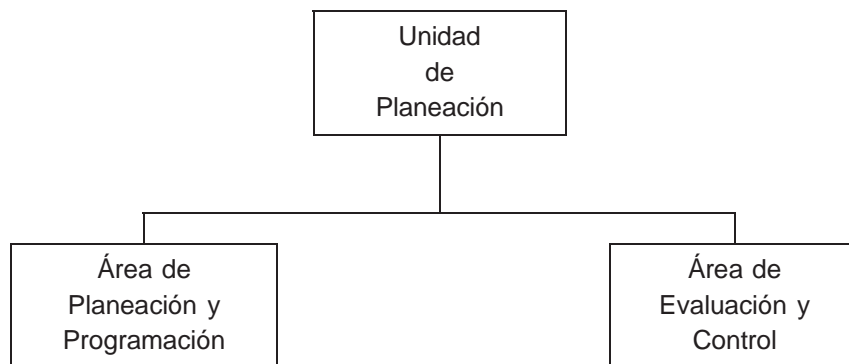 Unidad
de
Planeación
Área de
Planeación y
Programación
Área de
Evaluación y
Control